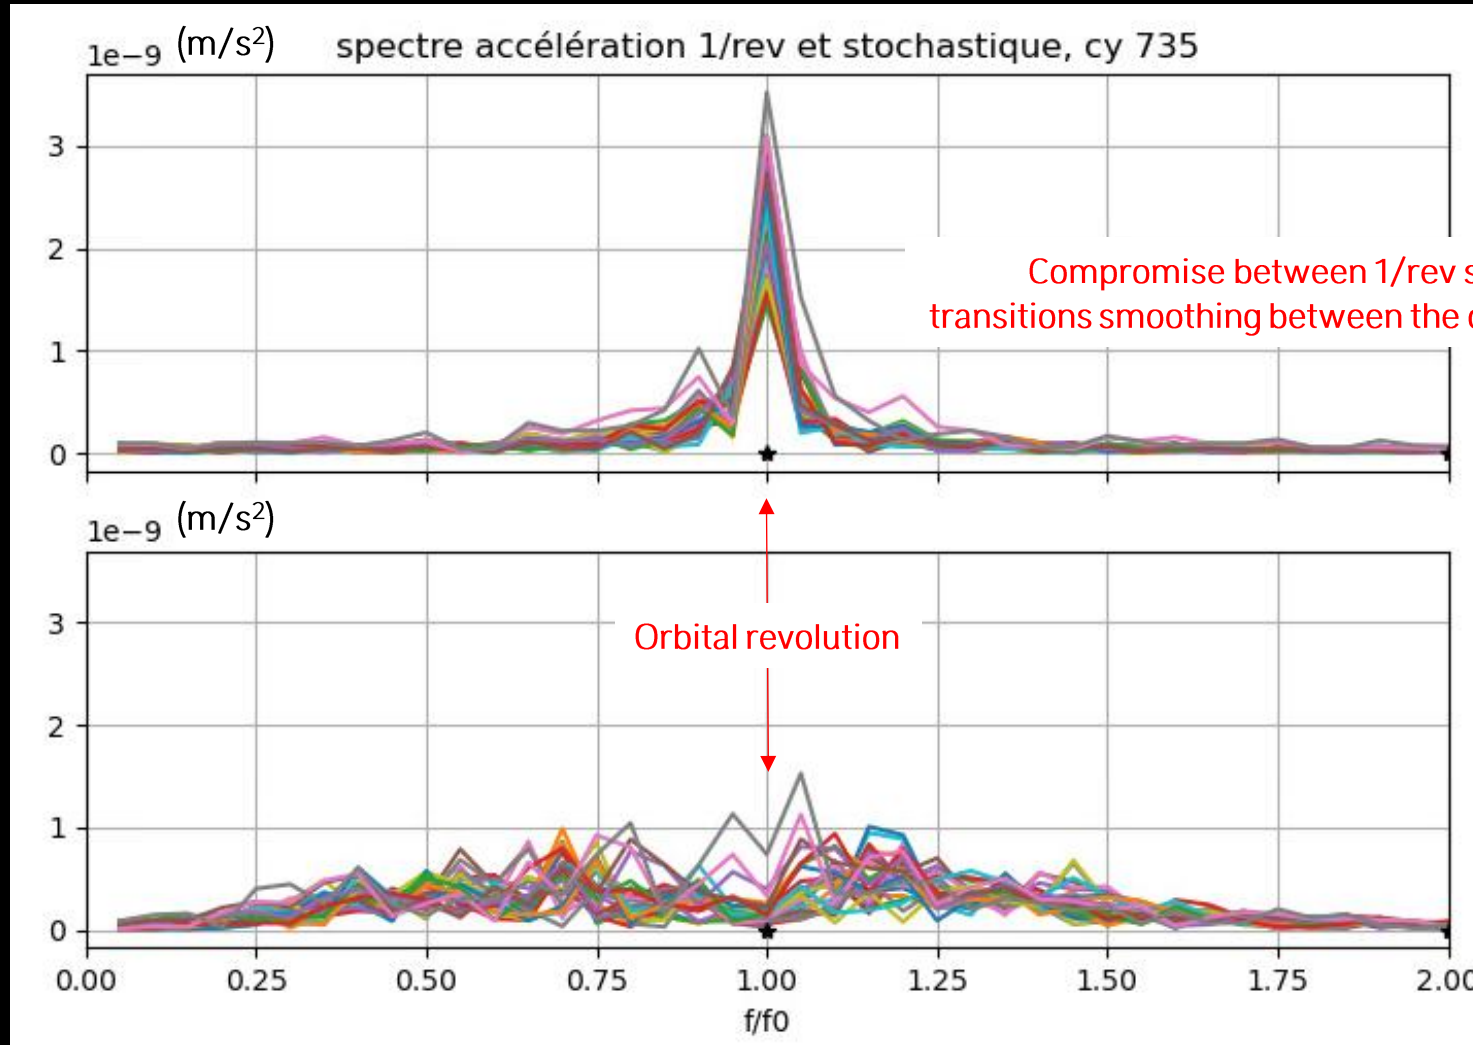 1e−9 (m/s²) spectre accélération 1/rev et stochastique, cy 735
3
2
Compromise between 1/rev
transitions smoothing between the
1
0
1e−9 (m/s²)
3
Orbital revolution
2
1
0
0.00 0.25 0.50 0.75 1.00 1.25 1.50 1.75 2.00
f/f0